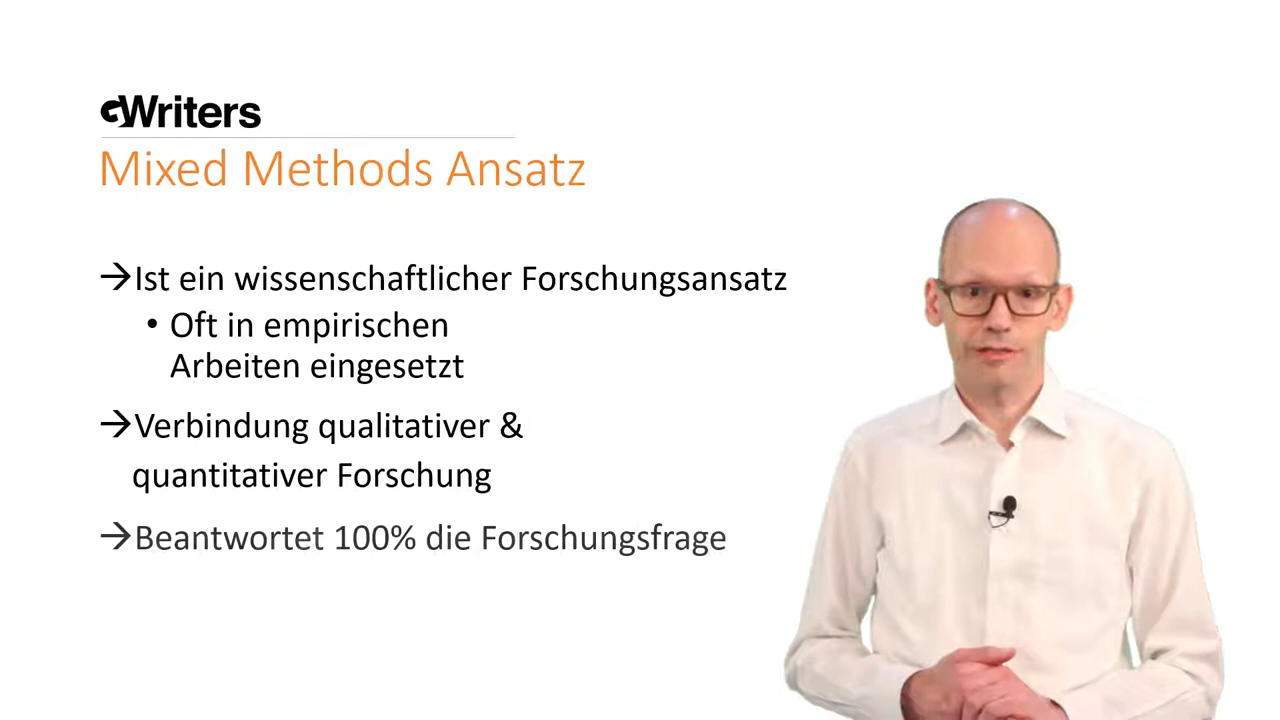 GWriters
Mixed Methods Ansatz
→Ist ein wissenschaftlicher Forschungsansatz
• Oft in empirischen
Arbeiten eingesetzt
→Verbindung qualitativer &
quantitativer Forschung
→Beantwortet 100% die Forschungsfrage